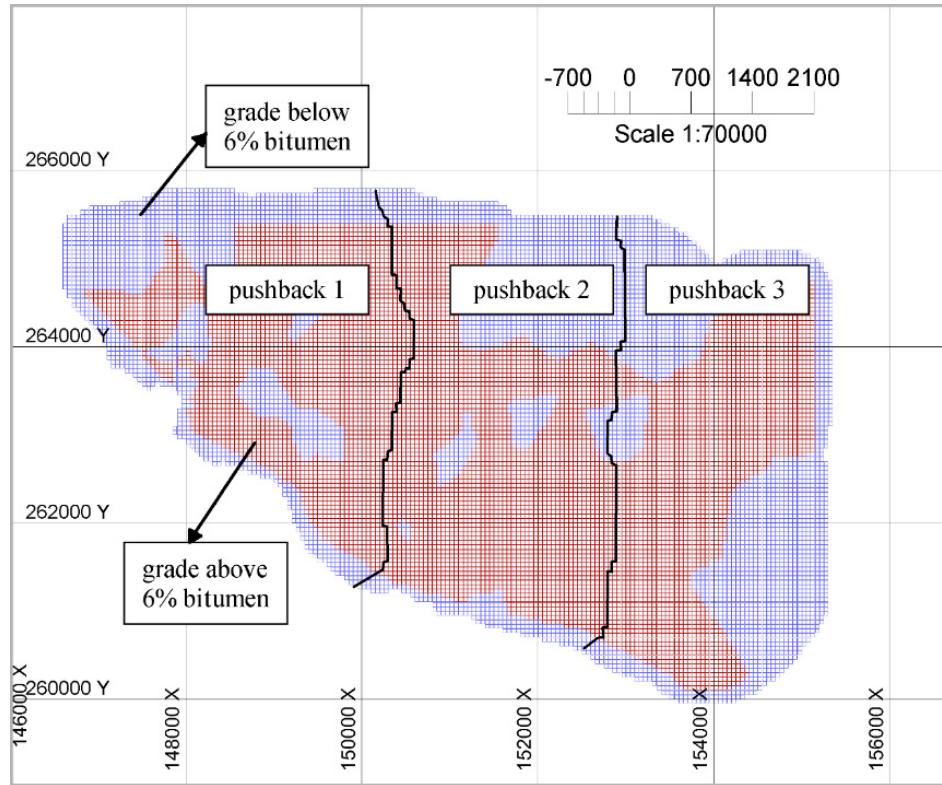 -700 0 700 1400 2100
Scale 1:70000
grade below
6% bitumen
266000 Y
pushback 1
pushback 2
pushback 3
264000 Y
262000 Y
grade above
6% bitumen
260000 Y
146000 X
148000 X
150000 X
152000 X
154000 X
156000 X